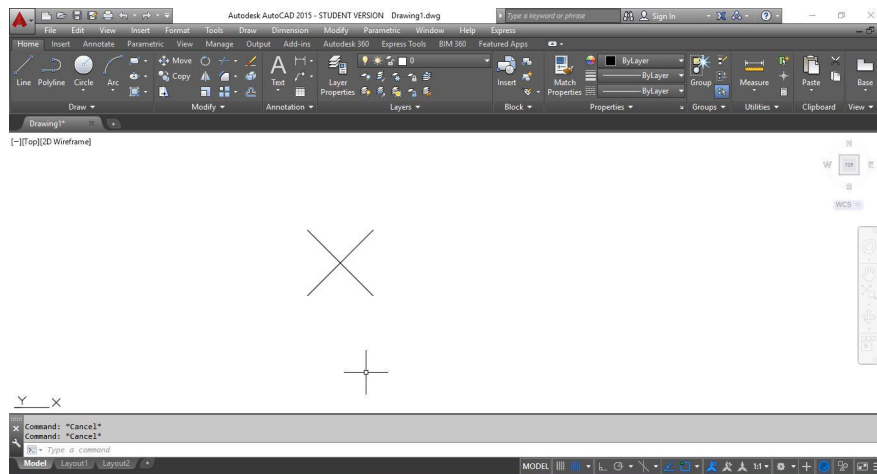 Autodesk AutoCAD 2015 - STUDENT VERSION Drawing1.dwg
Type a keyword or phrase
Sign In
File Edit View Insert Format Tools Draw Dimension Modify Parametric Window Help Express
Home Insert Annotate Parametric View Manage Output Add-ins Autodesk 360 Express Tools BIM 360 Featured Apps
Move
0
ByLayer
Copy
ByLayer
Line Polyline Circle Arc
Text
Layer
Properties
Insert
Match
Properties
ByLayer
Group
Measure
Paste
Base
Draw
Modify
Annotation
Layers
Block
Properties
Groups
Utilities
Clipboard
View
Drawing1*
[−][Top][2D Wireframe]
N
W TOP E
S
WCS
Y X
Command: *Cancel*
Command: *Cancel*
Type a command
Model Layout1 Layout2 +
MODEL
1:1